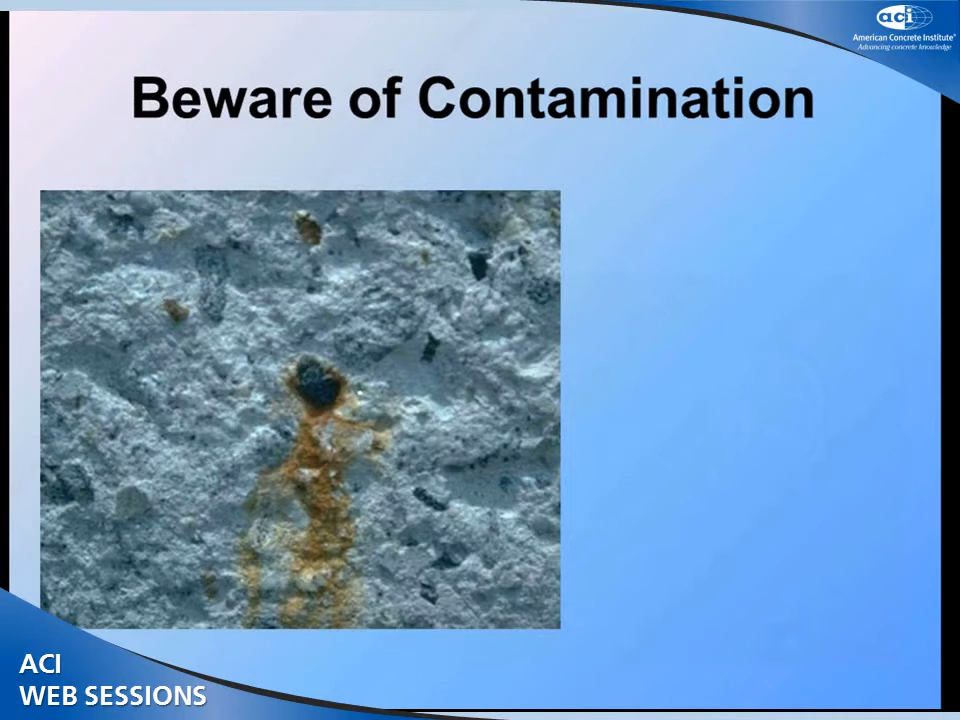 aci
American Concrete Institute®
Advancing concrete knowledge
Beware of Contamination
ACI
WEB SESSIONS